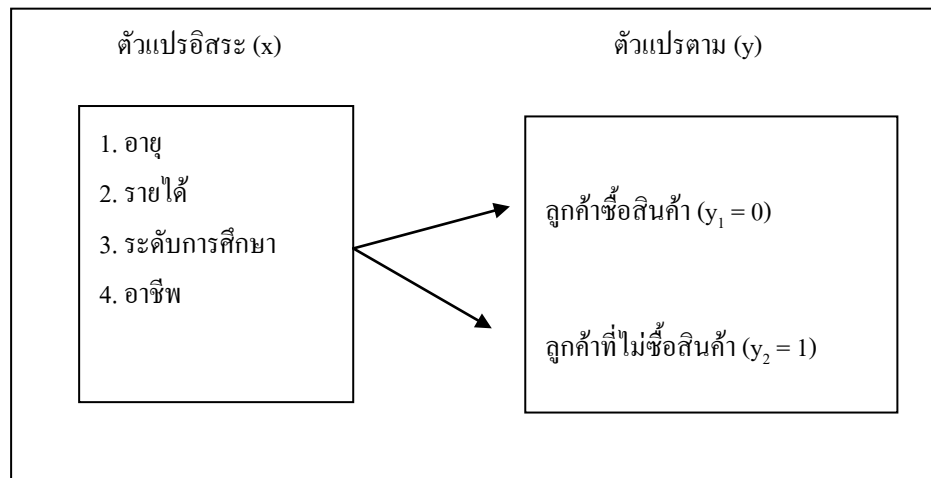 ตัวแปรอิสระ (x)
ตัวแปรตาม (y)
1. อายุ
2. รายได้
3. ระดับการศึกษา
4. อาชีพ
ลูกค้าซื้อสินค้า (y₁ = 0)
ลูกค้าที่ไม่ซื้อสินค้า (y₂ = 1)